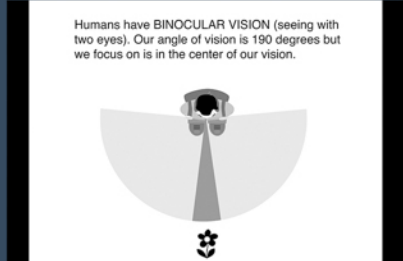 Humans have BINOCULAR VISION (seeing with
two eyes). Our angle of vision is 190 degrees but
we focus on is in the center of our vision.